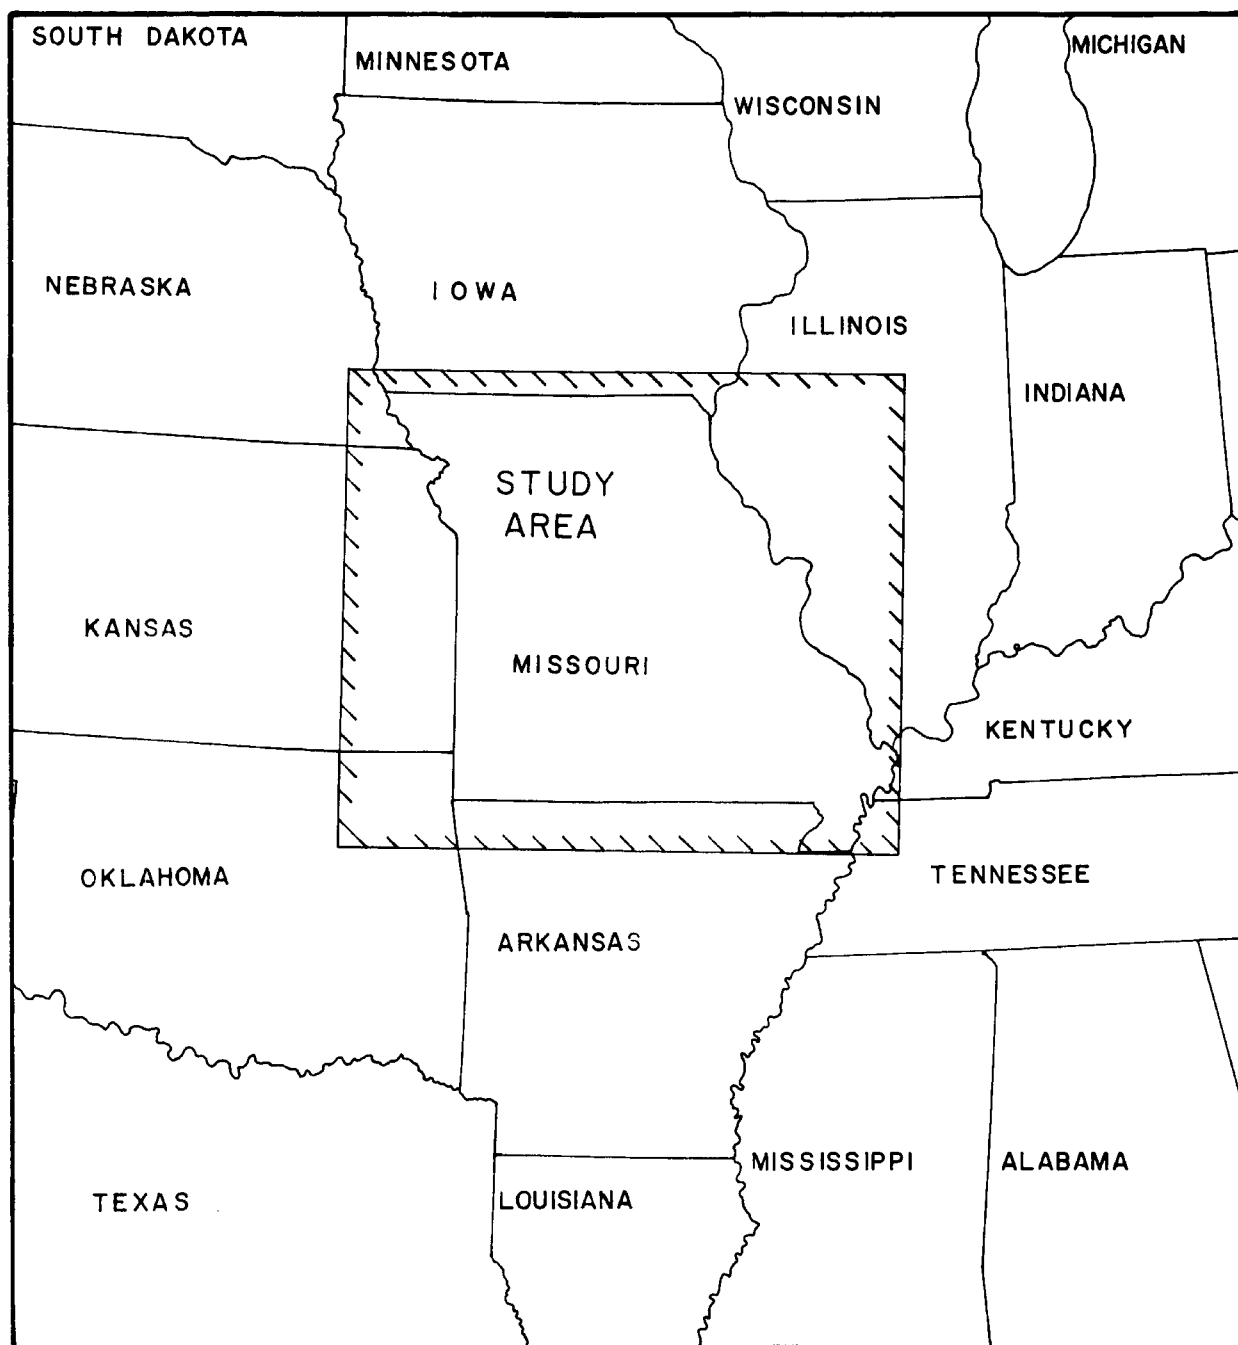 SOUTH DAKOTA
MINNESOTA
MICHIGAN
WISCONSIN
NEBRASKA
IOWA
ILLINOIS
INDIANA
STUDY
AREA
KANSAS
MISSOURI
KENTUCKY
OKLAHOMA
TENNESSEE
ARKANSAS
MISSISSIPPI
ALABAMA
TEXAS
LOUISIANA